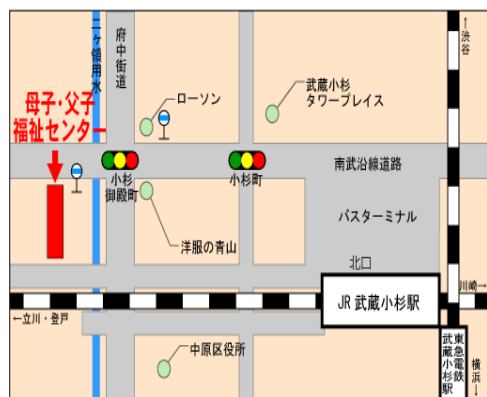 二ヶ領用水
府中街道
↑渋谷
母子・父子
福祉センター
ローソン
武蔵小杉
タワープレイス
小杉
御殿町
小杉町
南武沿線道路
洋服の青山
バスターミナル
北口
JR 武蔵小杉駅
川崎→
←立川・登戸
中原区役所
東急電鉄
武蔵小杉駅
横浜↓